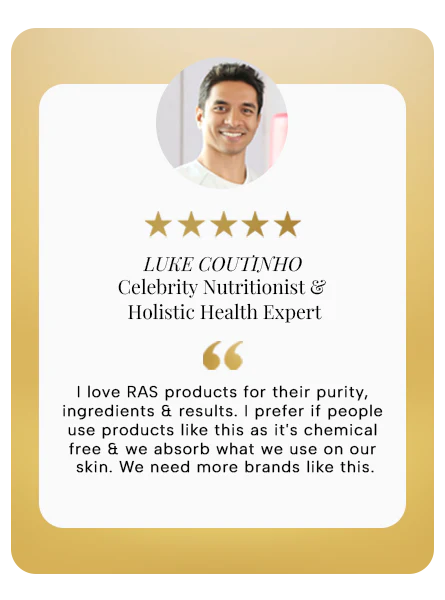 LUKE COUTINHO
Celebrity Nutritionist &
Holistic Health Expert
“
I love RAS products for their purity,
ingredients & results. I prefer if people
use products like this as it's chemical
free & we absorb what we use on our
skin. We need more brands like this.